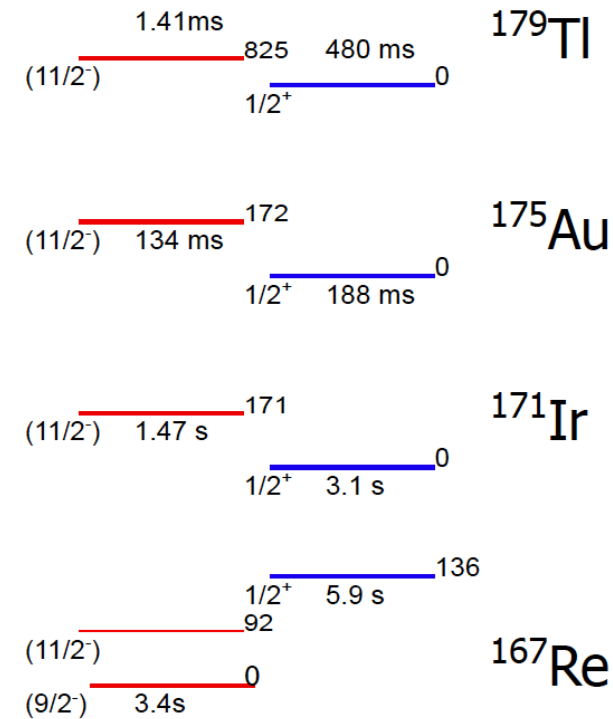 1.41ms
825 480 ms ¹⁷⁹Tl
(11/2⁻) 0
1/2⁺
172 ¹⁷⁵Au
(11/2⁻) 134 ms 0
1/2⁺ 188 ms
171 ¹⁷¹Ir
(11/2⁻) 1.47 s 0
1/2⁺ 3.1 s
136
1/2⁺ 5.9 s
92
(11/2⁻) ¹⁶⁷Re
0
(9/2⁻) 3.4s